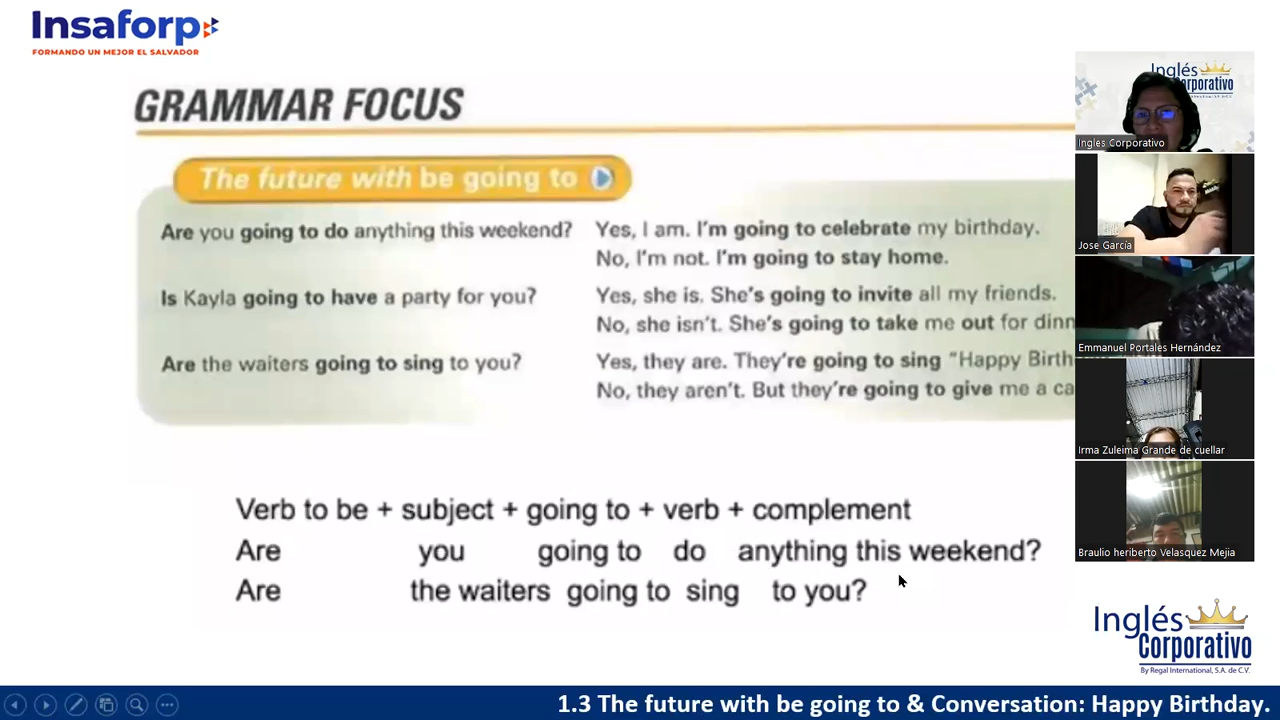 Insaforp
FORMANDO UN MEJOR EL SALVADOR
GRAMMAR FOCUS
The future with be going to
Are you going to do anything this weekend? Yes, I am. I'm going to celebrate my birthday.
No, I'm not. I'm going to stay home.
Is Kayla going to have a party for you? Yes, she is. She's going to invite all my friends.
No, she isn't. She's going to take me out for dinn
Are the waiters going to sing to you? Yes, they are. They're going to sing "Happy Birth
No, they aren't. But they're going to give me a ca
Verb to be + subject + going to + verb + complement
Are you going to do anything this weekend?
Are the waiters going to sing to you?
Inglés
Corporativo
Ingles Corporativo
Jose García
Emmanuel Portales Hernández
Irma Zuleima Grande de cuellar
Braulio heriberto Velasquez Mejia
Inglés
Corporativo
By Regal International, S.A. de C.V.
1.3 The future with be going to & Conversation: Happy Birthday.